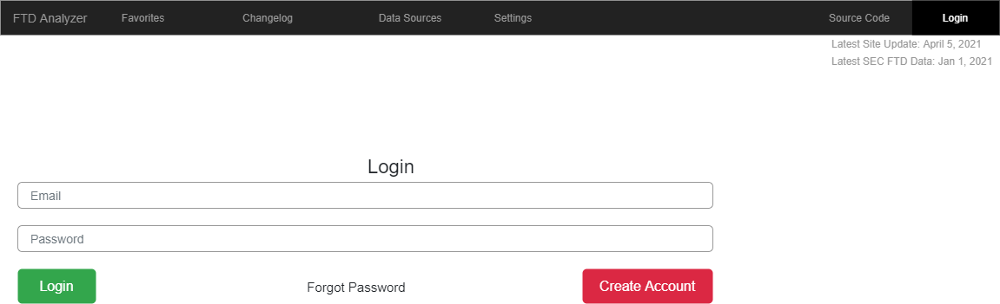 FTD Analyzer Favorites Changelog Data Sources Settings Source Code Login
Latest Site Update: April 5, 2021
Latest SEC FTD Data: Jan 1, 2021
Login
Email
Password
Login Forgot Password Create Account